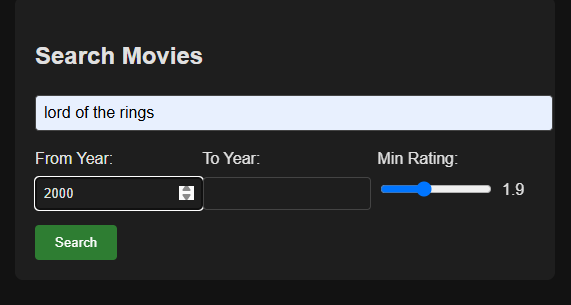 Search Movies
lord of the rings
From Year: To Year: Min Rating:
2000 1.9
Search